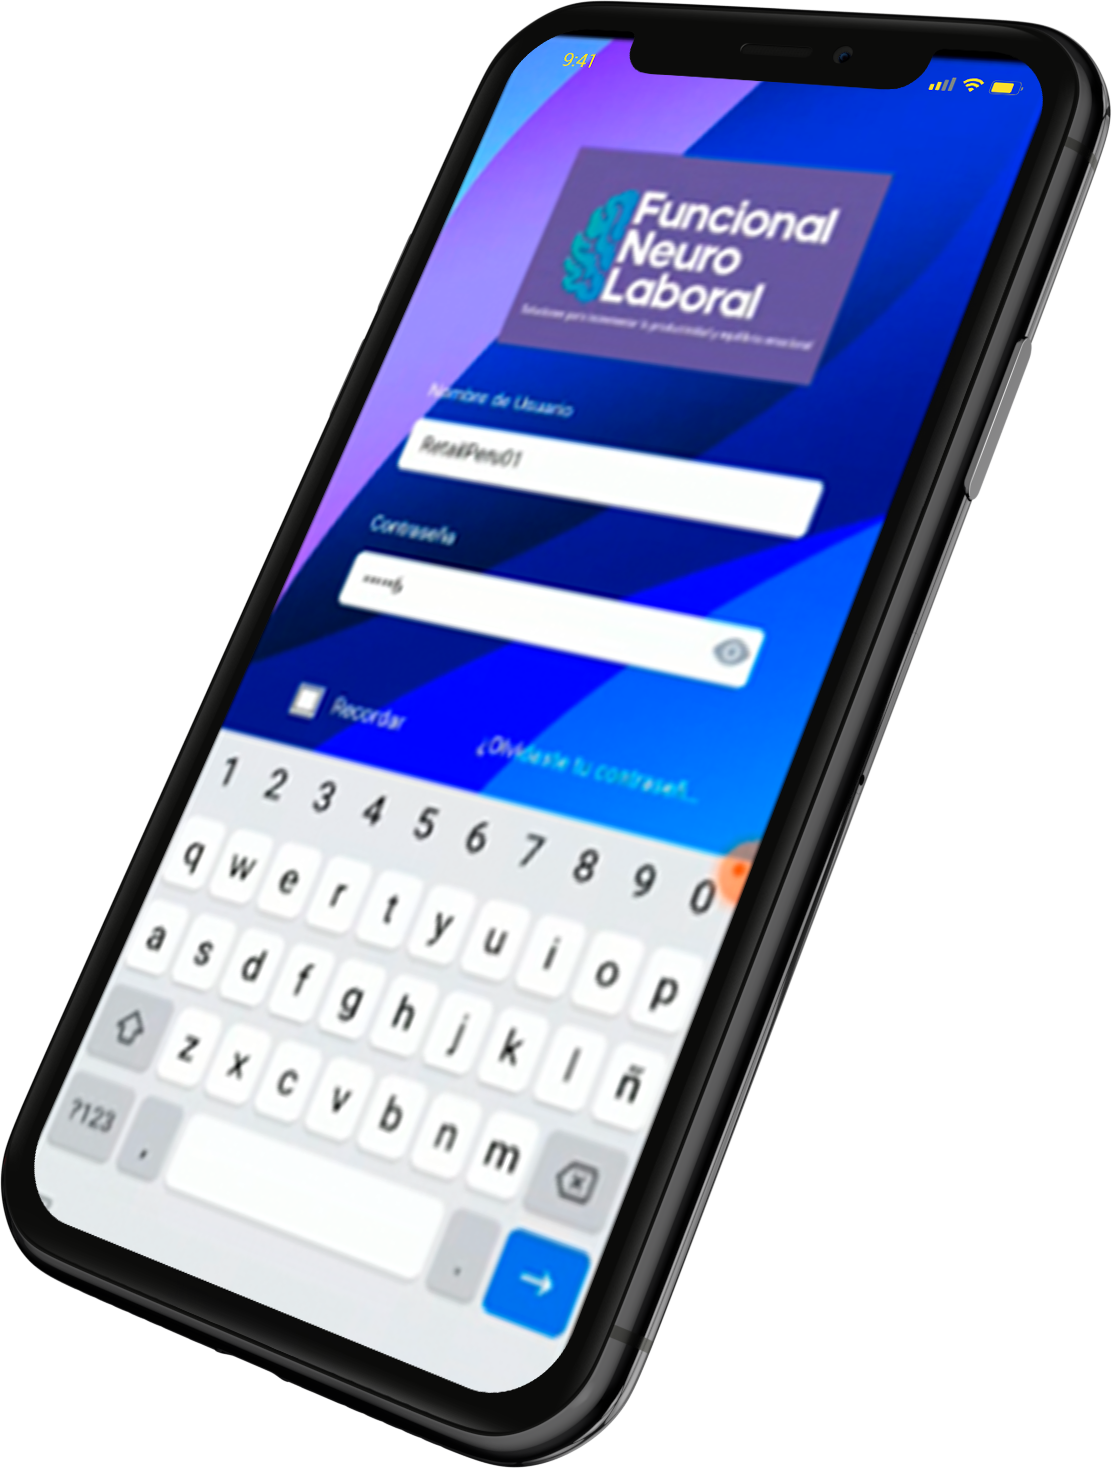 9:41
Funcional
Neuro
Laboral
Soluciones para incrementar la productividad y equilibrio emocional
Nombre de Usuario
RetailPeru01
Contraseña
••••••
Recordar
¿Olvidaste tu contraseñ...
1 2 3 4 5 6 7 8 9 0
q w e r t y u i o p
a s d f g h j k l ñ
z x c v b n m
?123 , .